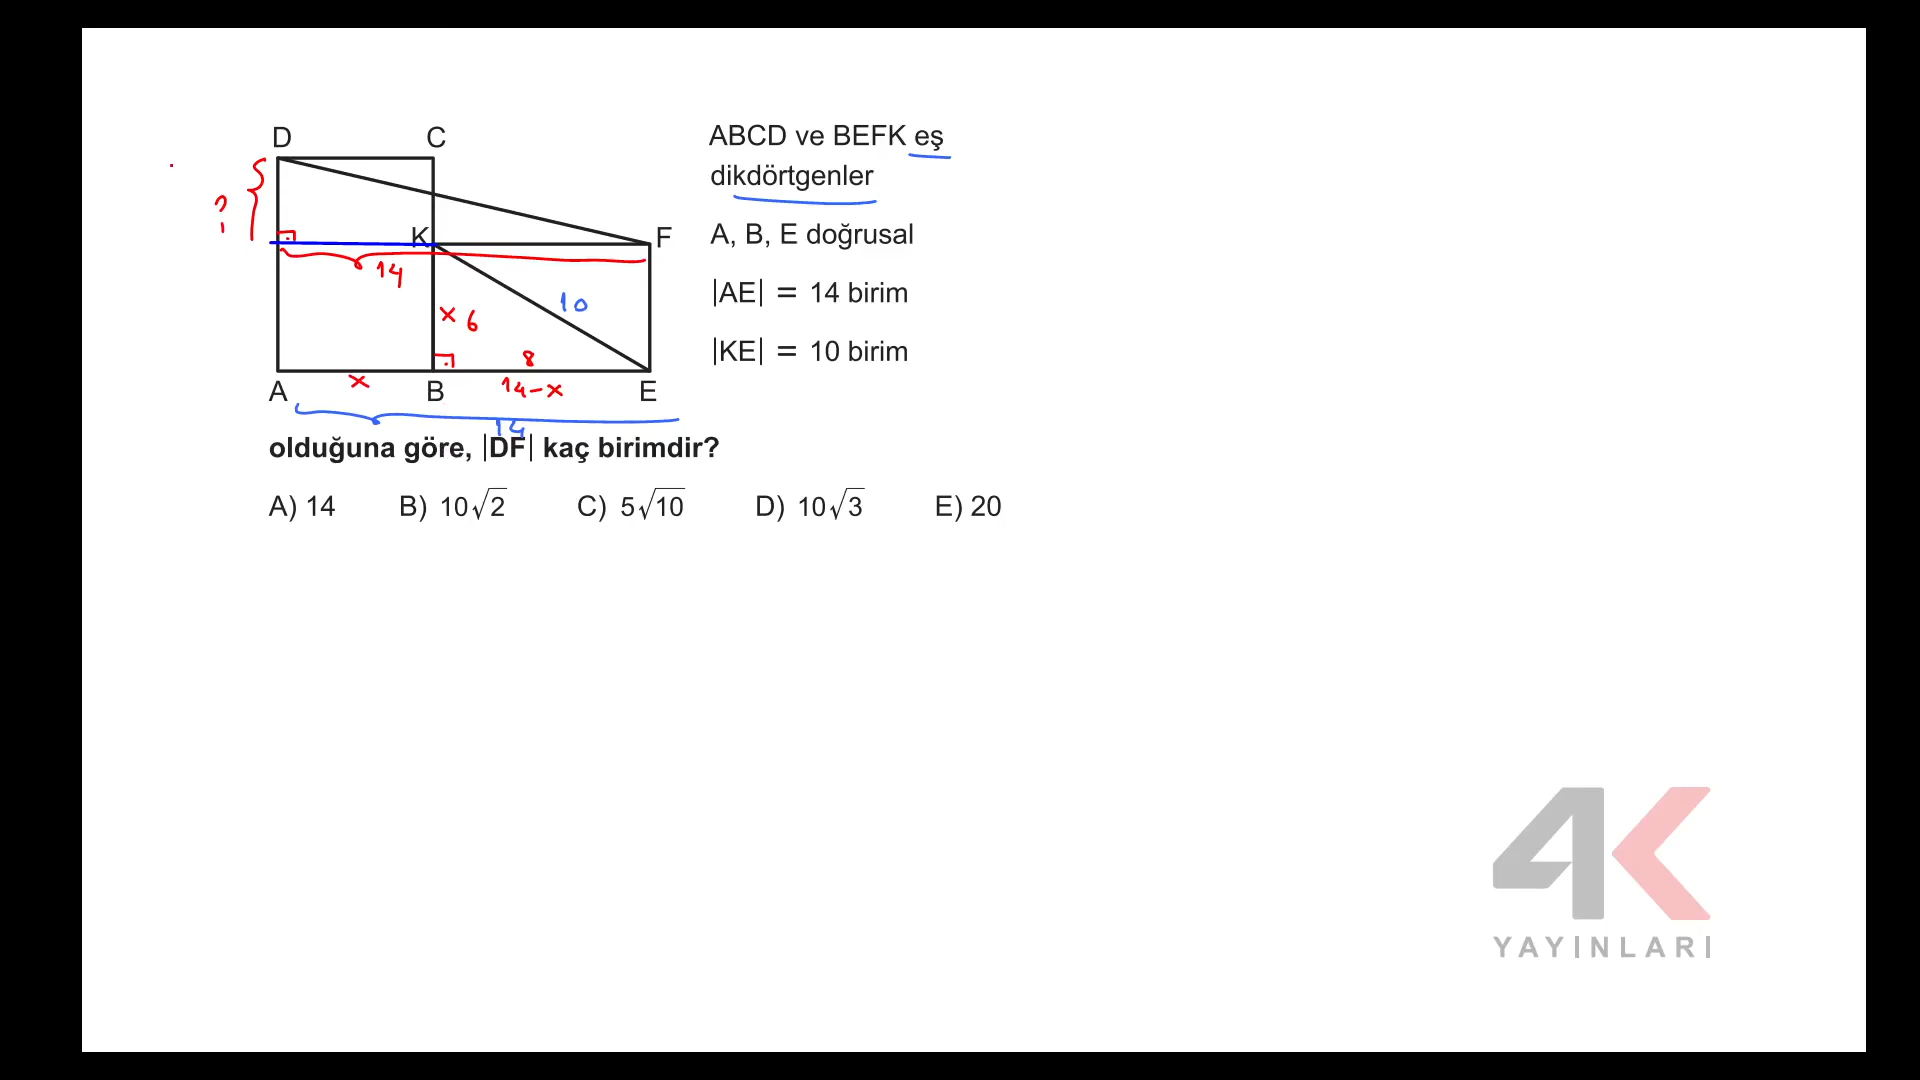 D C
ABCD ve BEFK eş
dikdörtgenler
?
K F
A, B, E doğrusal
14
10
|AE| = 14 birim
x 6
8
|KE| = 10 birim
A x B 14-x E
14
olduğuna göre, |DF| kaç birimdir?
A) 14 B) 10√2 C) 5√10 D) 10√3 E) 20
4K
YAYINLARI